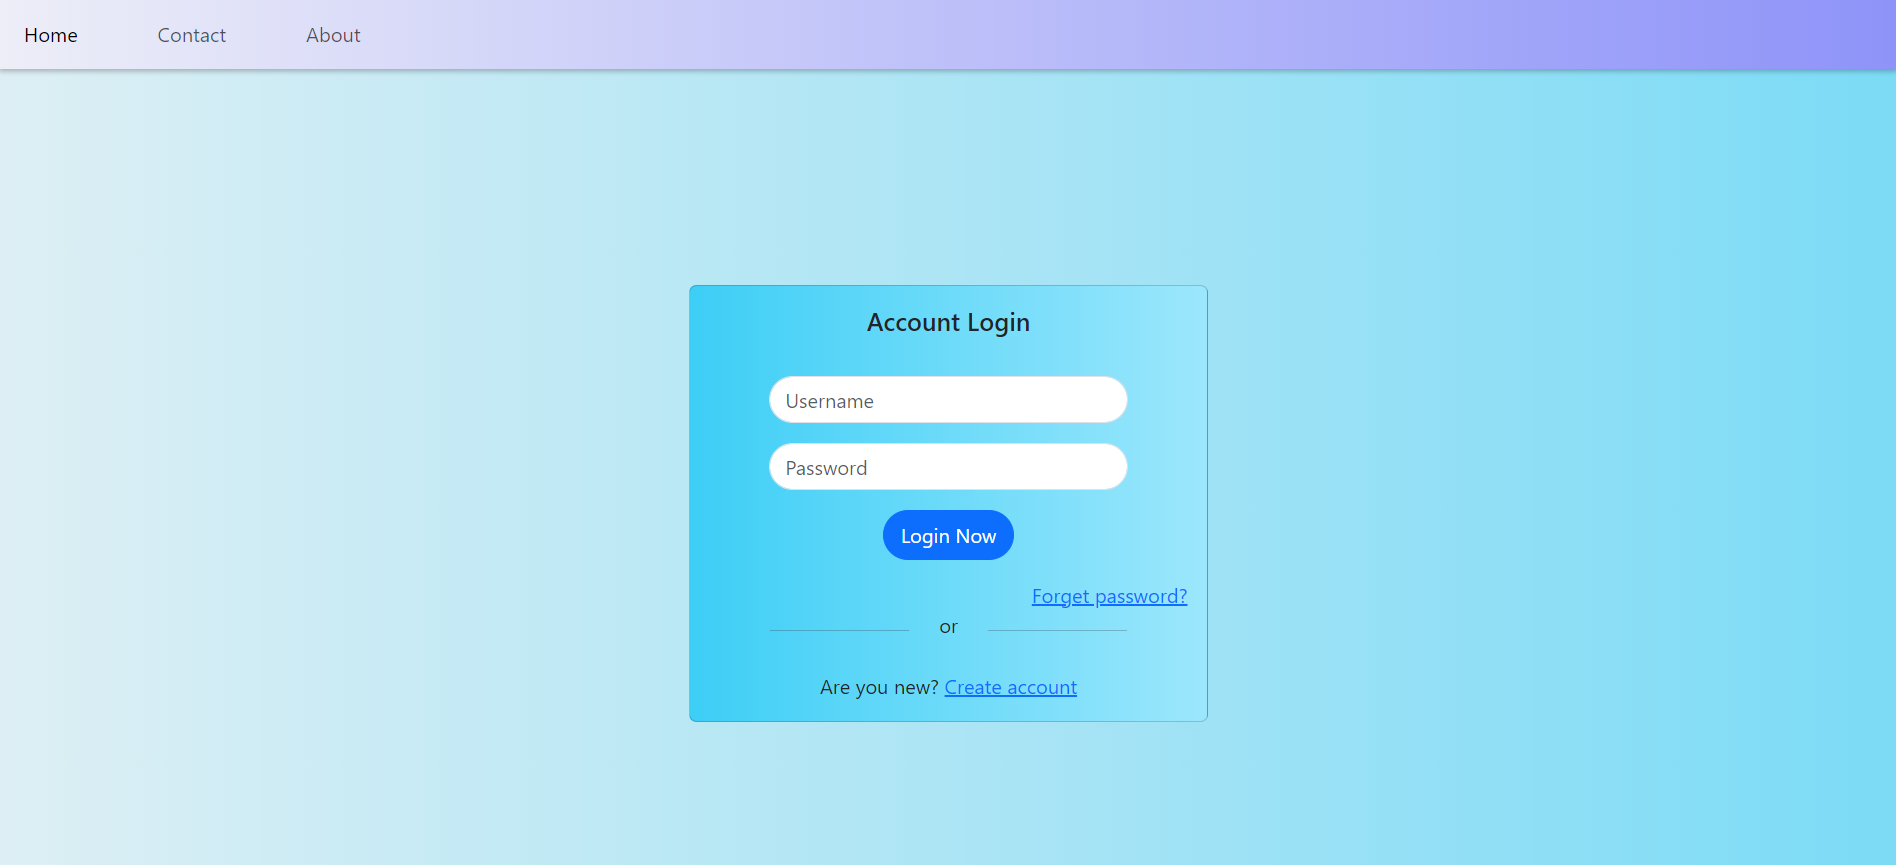 Home Contact About
Account Login
Username
Password
Login Now
Forget password?
or
Are you new? Create account